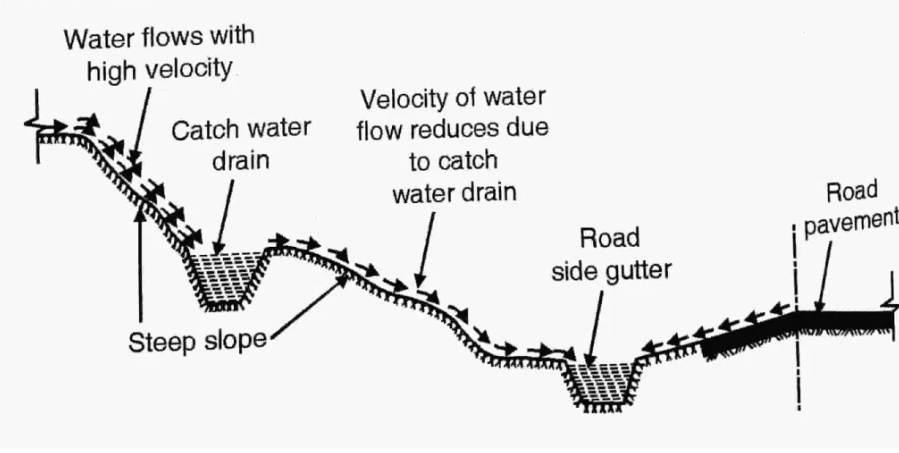 Water flows with
high velocity
Catch water
drain
Velocity of water
flow reduces due
to catch
water drain
Road
side gutter
Road
pavement
Steep slope